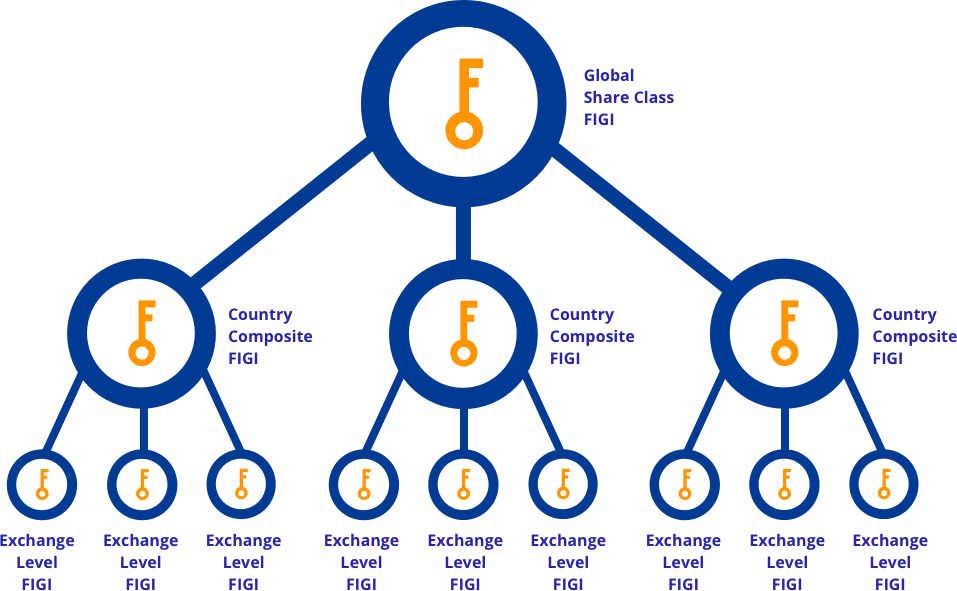 Global
Share Class
FIGI
Country
Composite
FIGI
Country
Composite
FIGI
Country
Composite
FIGI
Exchange
Level
FIGI
Exchange
Level
FIGI
Exchange
Level
FIGI
Exchange
Level
FIGI
Exchange
Level
FIGI
Exchange
Level
FIGI
Exchange
Level
FIGI
Exchange
Level
FIGI
Exchange
Level
FIGI